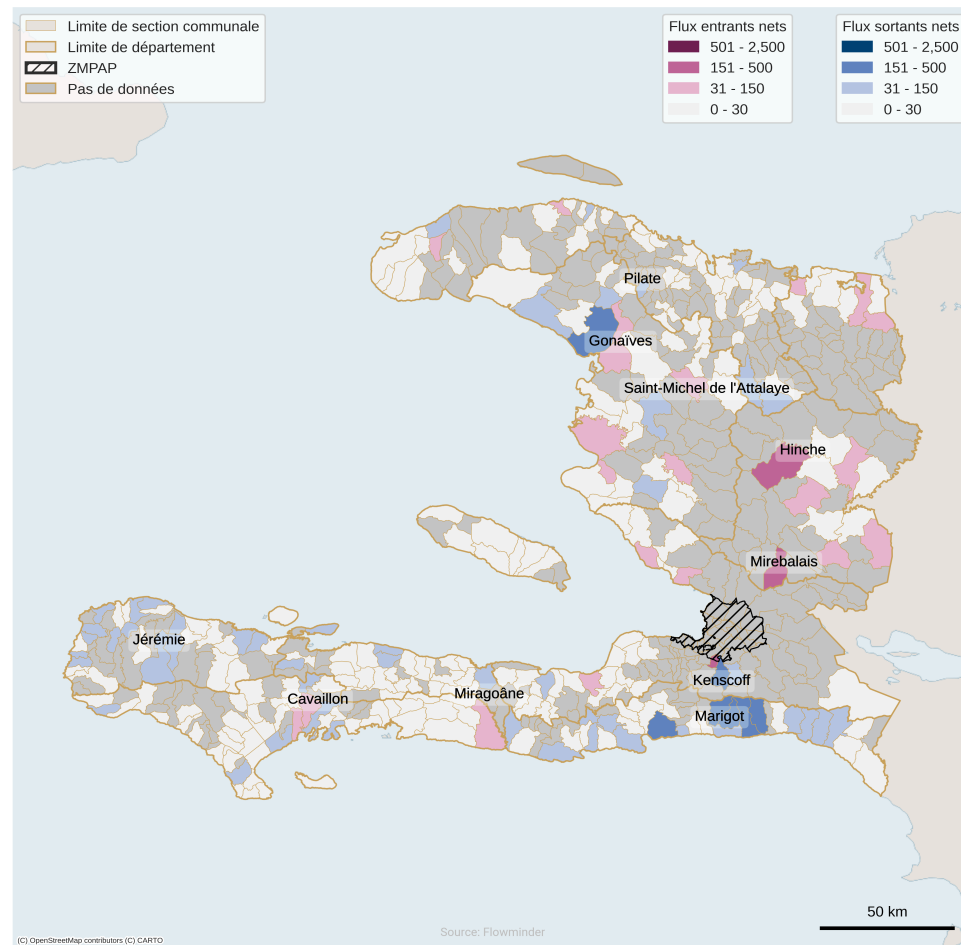 Limite de section communale
Limite de département
ZMPAP
Pas de données
Flux entrants nets
501 - 2,500
151 - 500
31 - 150
0 - 30
Flux sortants nets
501 - 2,500
151 - 500
31 - 150
0 - 30
Pilate
Gonaïves
Saint-Michel de l'Attalaye
Hinche
Mirebalais
Jérémie
Cavaillon
Miragoâne
Kenscoff
Marigot
50 km
Source: Flowminder
(C) OpenStreetMap contributors (C) CARTO